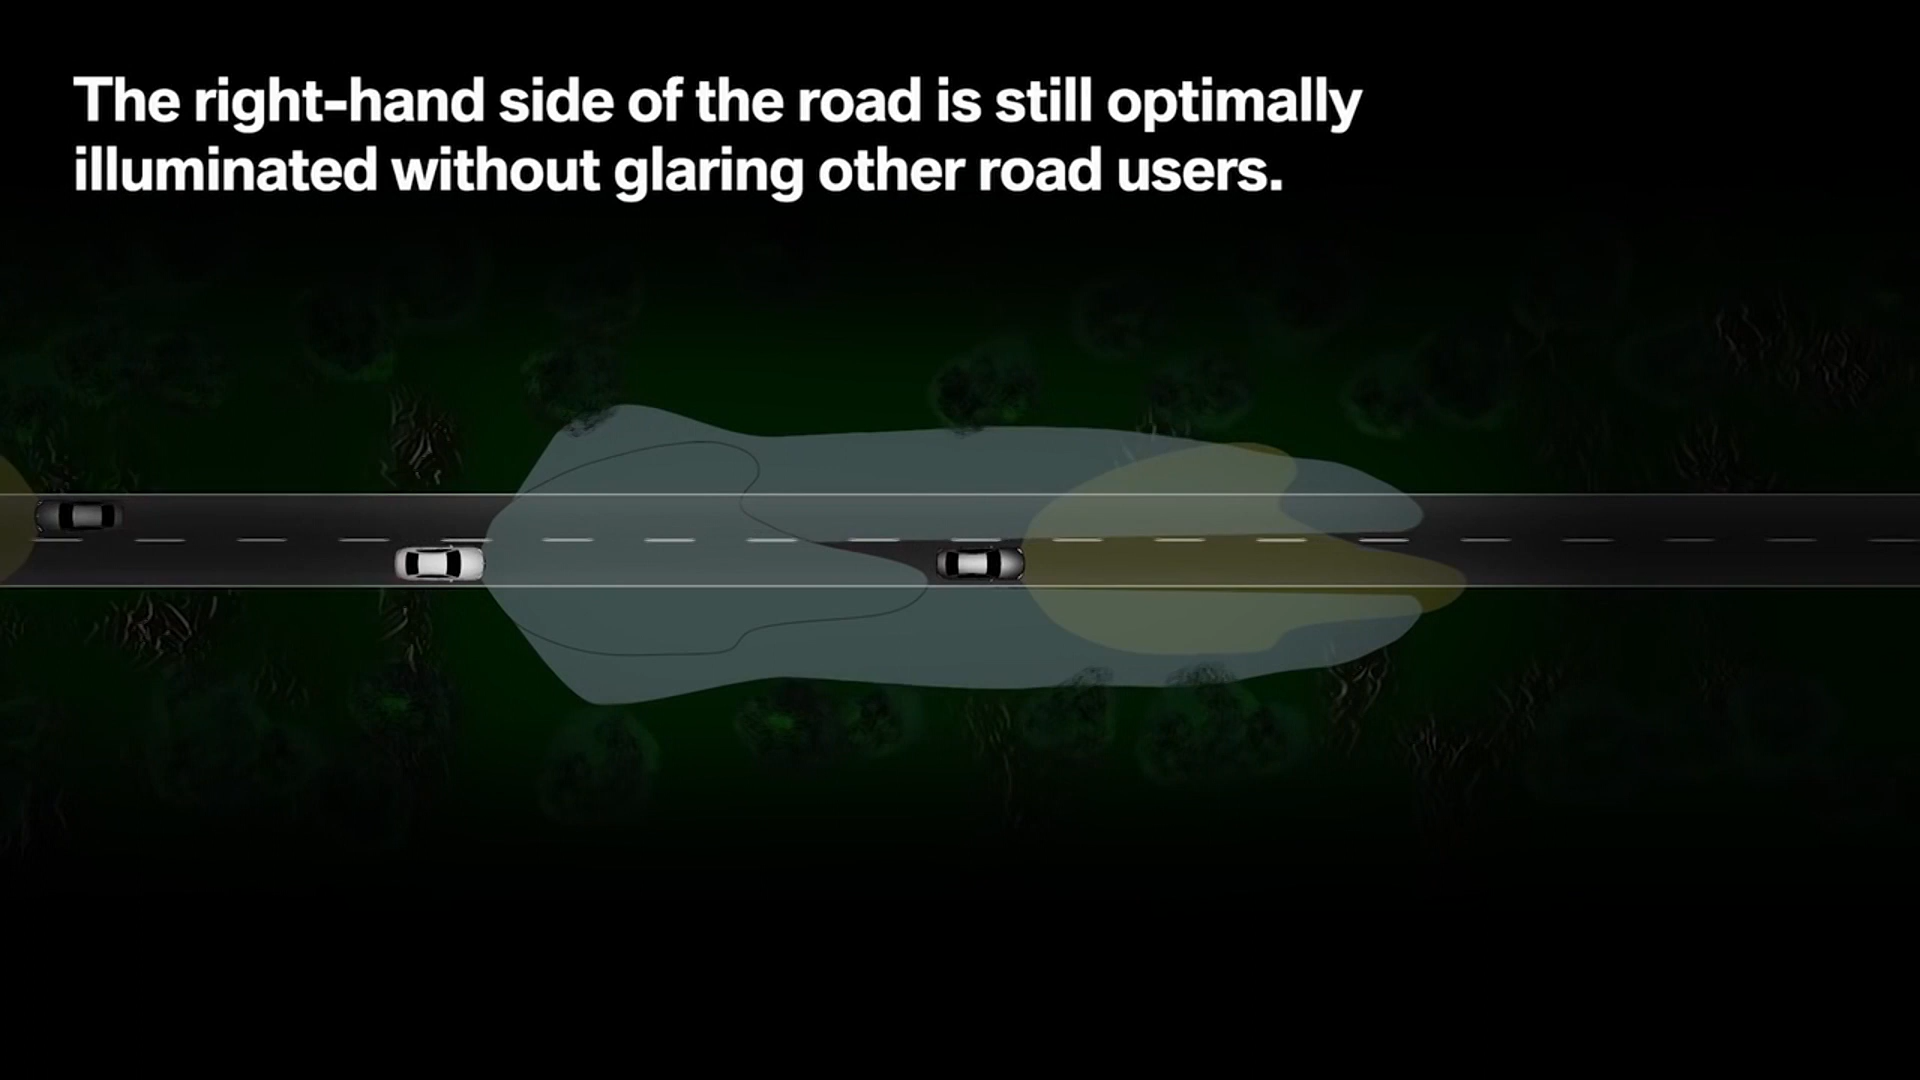 The right-hand side of the road is still optimally
illuminated without glaring other road users.